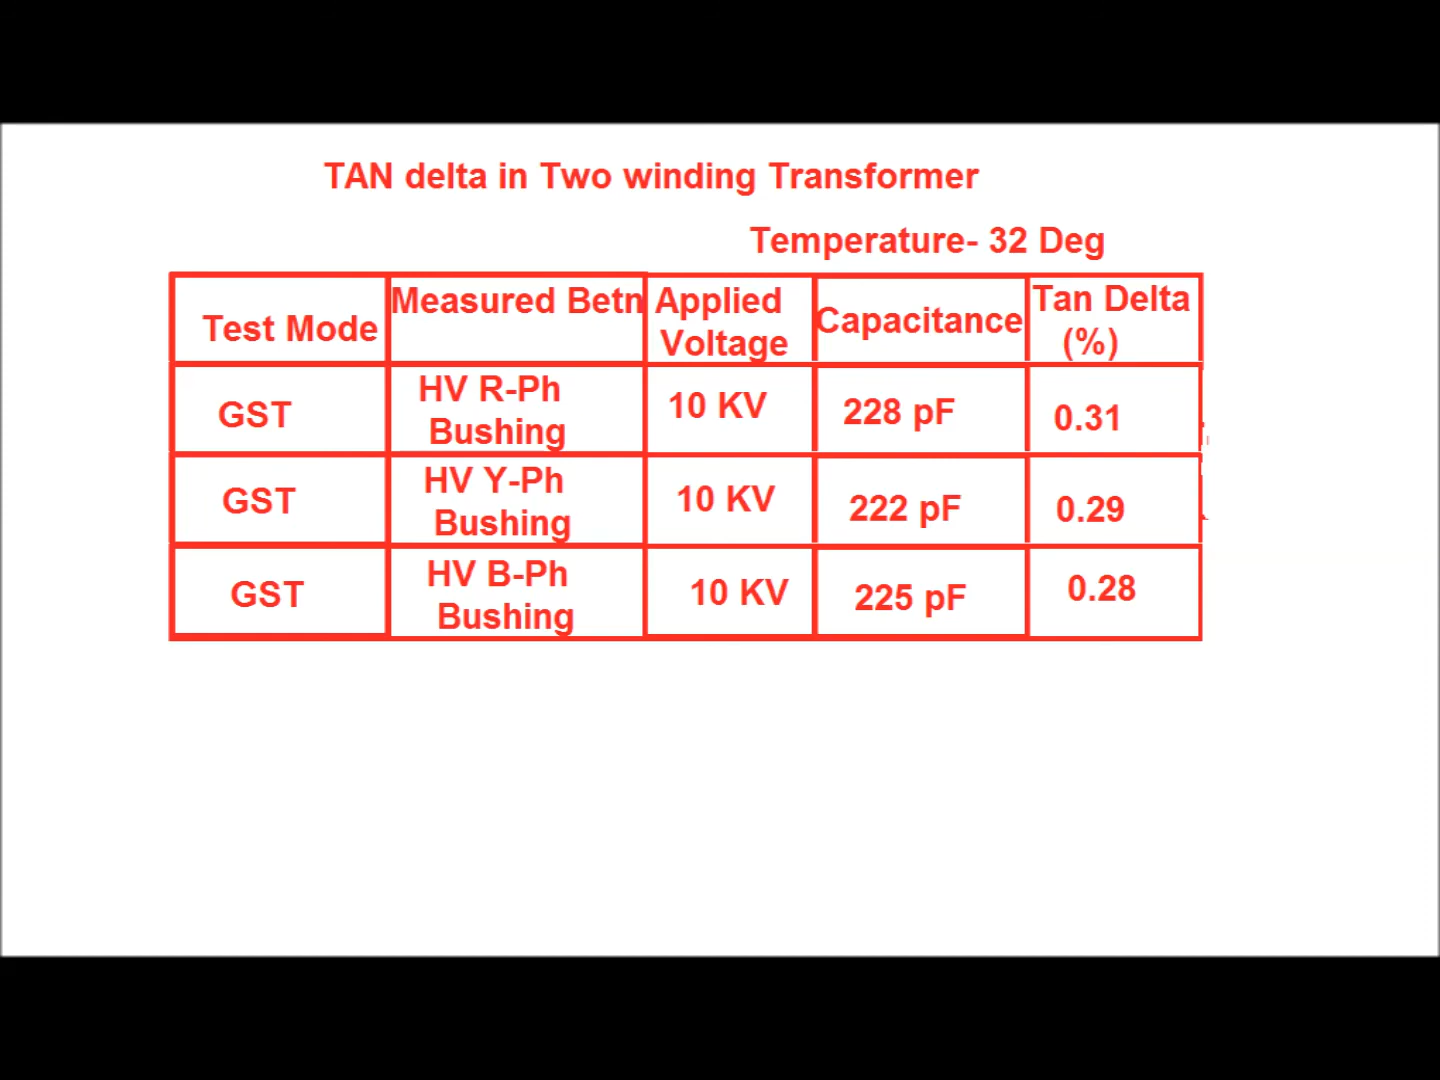 TAN delta in Two winding Transformer
Temperature- 32 Deg
Test Mode
Measured Betn
Applied
Voltage
Capacitance
Tan Delta
(%)
GST
HV R-Ph
Bushing
10 KV
228 pF
0.31
GST
HV Y-Ph
Bushing
10 KV
222 pF
0.29
GST
HV B-Ph
Bushing
10 KV
225 pF
0.28